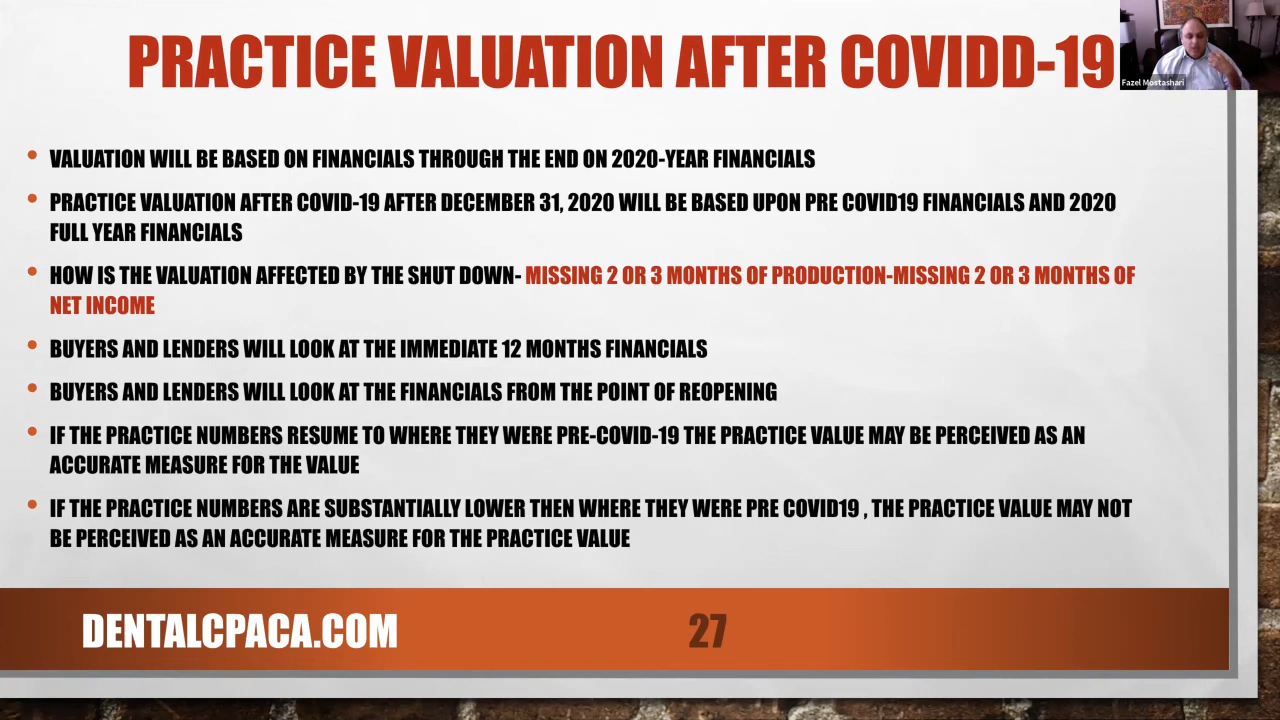 PRACTICE VALUATION AFTER COVIDD-19
Fazel Mostashari
VALUATION WILL BE BASED ON FINANCIALS THROUGH THE END ON 2020-YEAR FINANCIALS
PRACTICE VALUATION AFTER COVID-19 AFTER DECEMBER 31, 2020 WILL BE BASED UPON PRE COVID19 FINANCIALS AND 2020
FULL YEAR FINANCIALS
HOW IS THE VALUATION AFFECTED BY THE SHUT DOWN- MISSING 2 OR 3 MONTHS OF PRODUCTION-MISSING 2 OR 3 MONTHS OF
NET INCOME
BUYERS AND LENDERS WILL LOOK AT THE IMMEDIATE 12 MONTHS FINANCIALS
BUYERS AND LENDERS WILL LOOK AT THE FINANCIALS FROM THE POINT OF REOPENING
IF THE PRACTICE NUMBERS RESUME TO WHERE THEY WERE PRE-COVID-19 THE PRACTICE VALUE MAY BE PERCEIVED AS AN
ACCURATE MEASURE FOR THE VALUE
IF THE PRACTICE NUMBERS ARE SUBSTANTIALLY LOWER THEN WHERE THEY WERE PRE COVID19 , THE PRACTICE VALUE MAY NOT
BE PERCEIVED AS AN ACCURATE MEASURE FOR THE PRACTICE VALUE
DENTALCPACA.COM
27